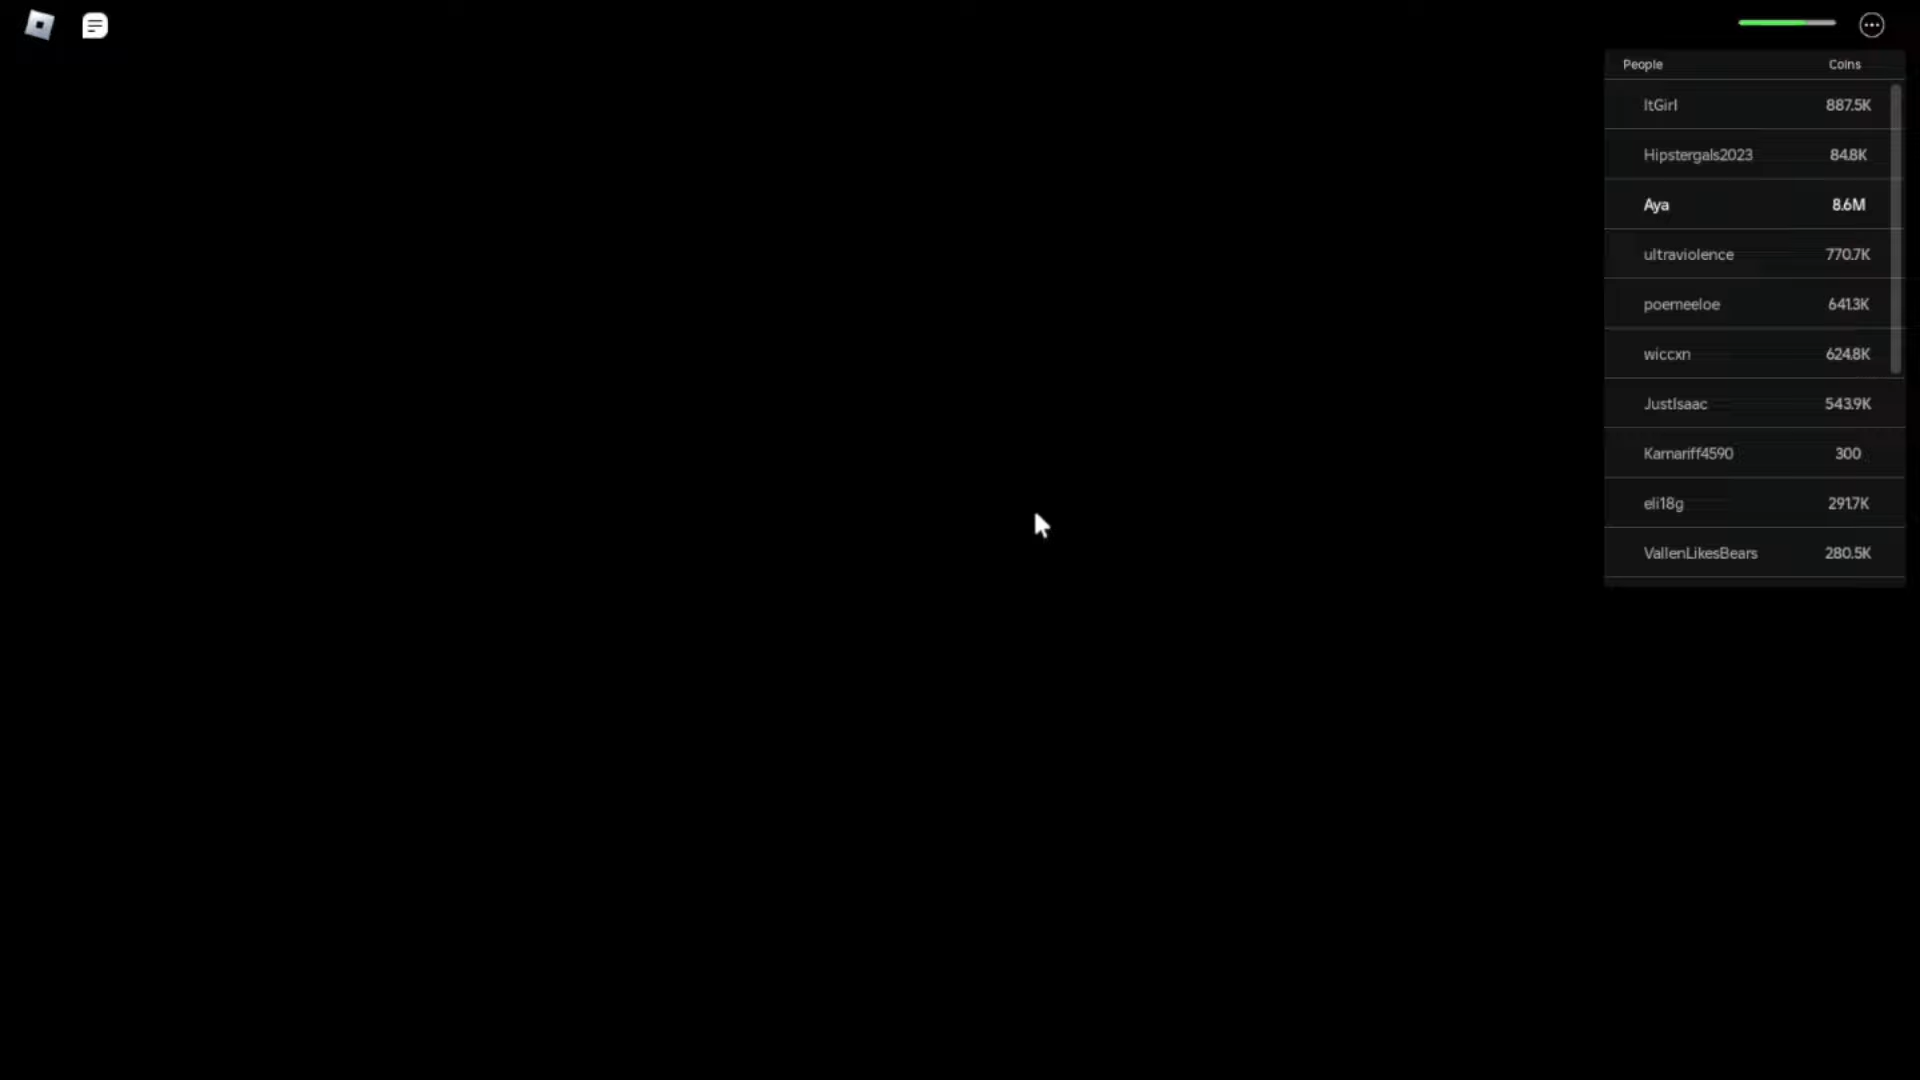 People Coins
ItGirl 887.5K
Hipstergals2023 84.8K
Aya 8.6M
ultraviolence 770.7K
poemeeloe 641.3K
wiccxn 624.8K
JustIsaac 543.9K
Kamariff4590 300
eli18g 291.7K
VallenLikesBears 280.5K